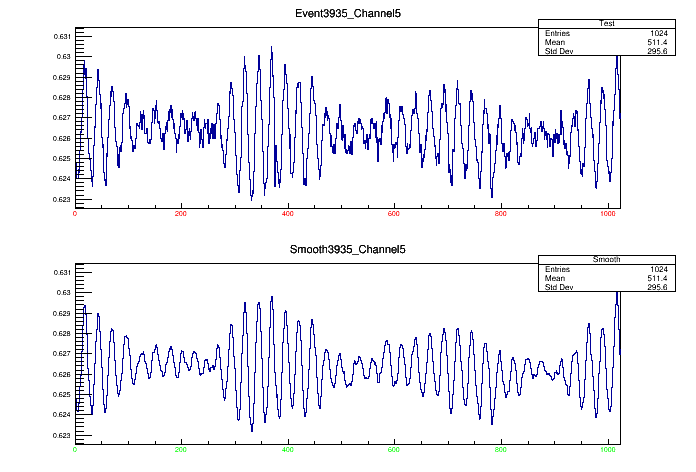 Event3935_Channel5
Test
Entries 1024
Mean 511.4
Std Dev 295.6
0.631
0.63
0.629
0.628
0.627
0.626
0.625
0.624
0.623
0 200 400 600 800 1000
Smooth3935_Channel5
Smooth
Entries 1024
Mean 511.4
Std Dev 295.6
0.631
0.63
0.629
0.628
0.627
0.626
0.625
0.624
0.623
0 200 400 600 800 1000